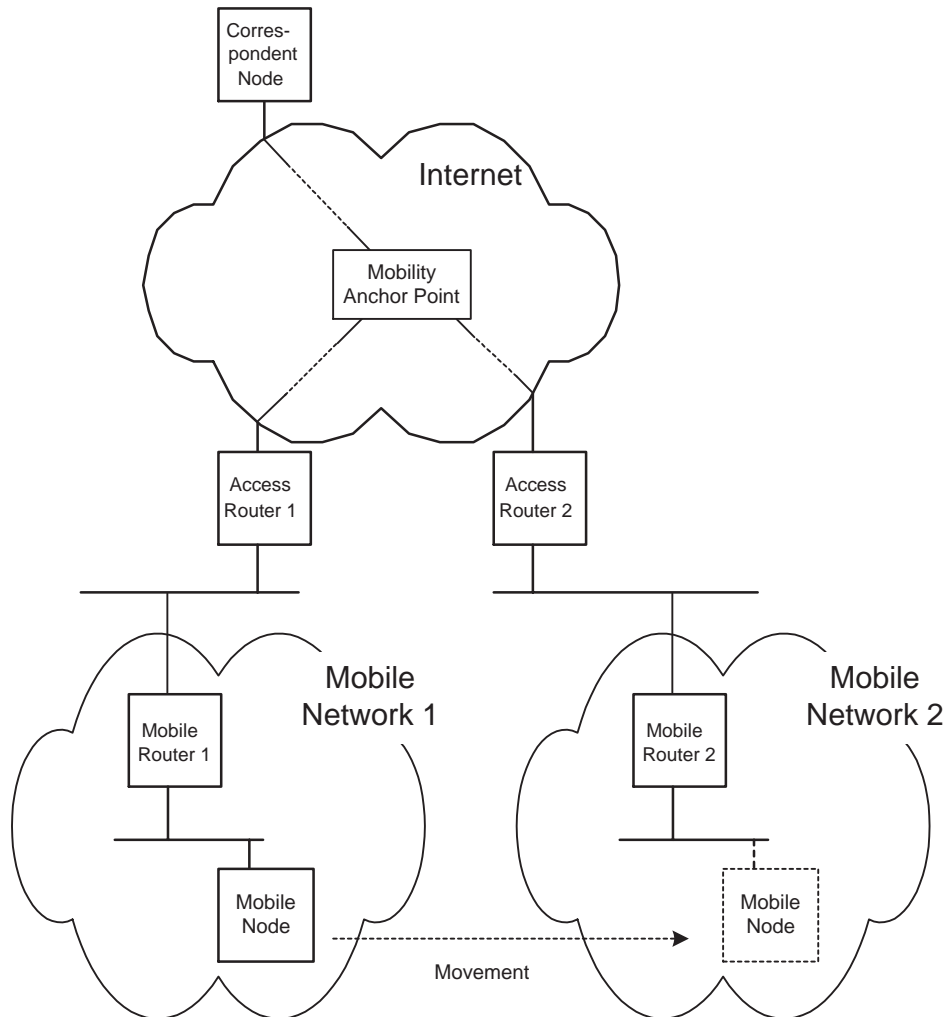 Corres-
pondent
Node
Internet
Mobility
Anchor Point
Access
Router 1
Access
Router 2
Mobile
Network 1
Mobile
Network 2
Mobile
Router 1
Mobile
Router 2
Mobile
Node
Mobile
Node
Movement